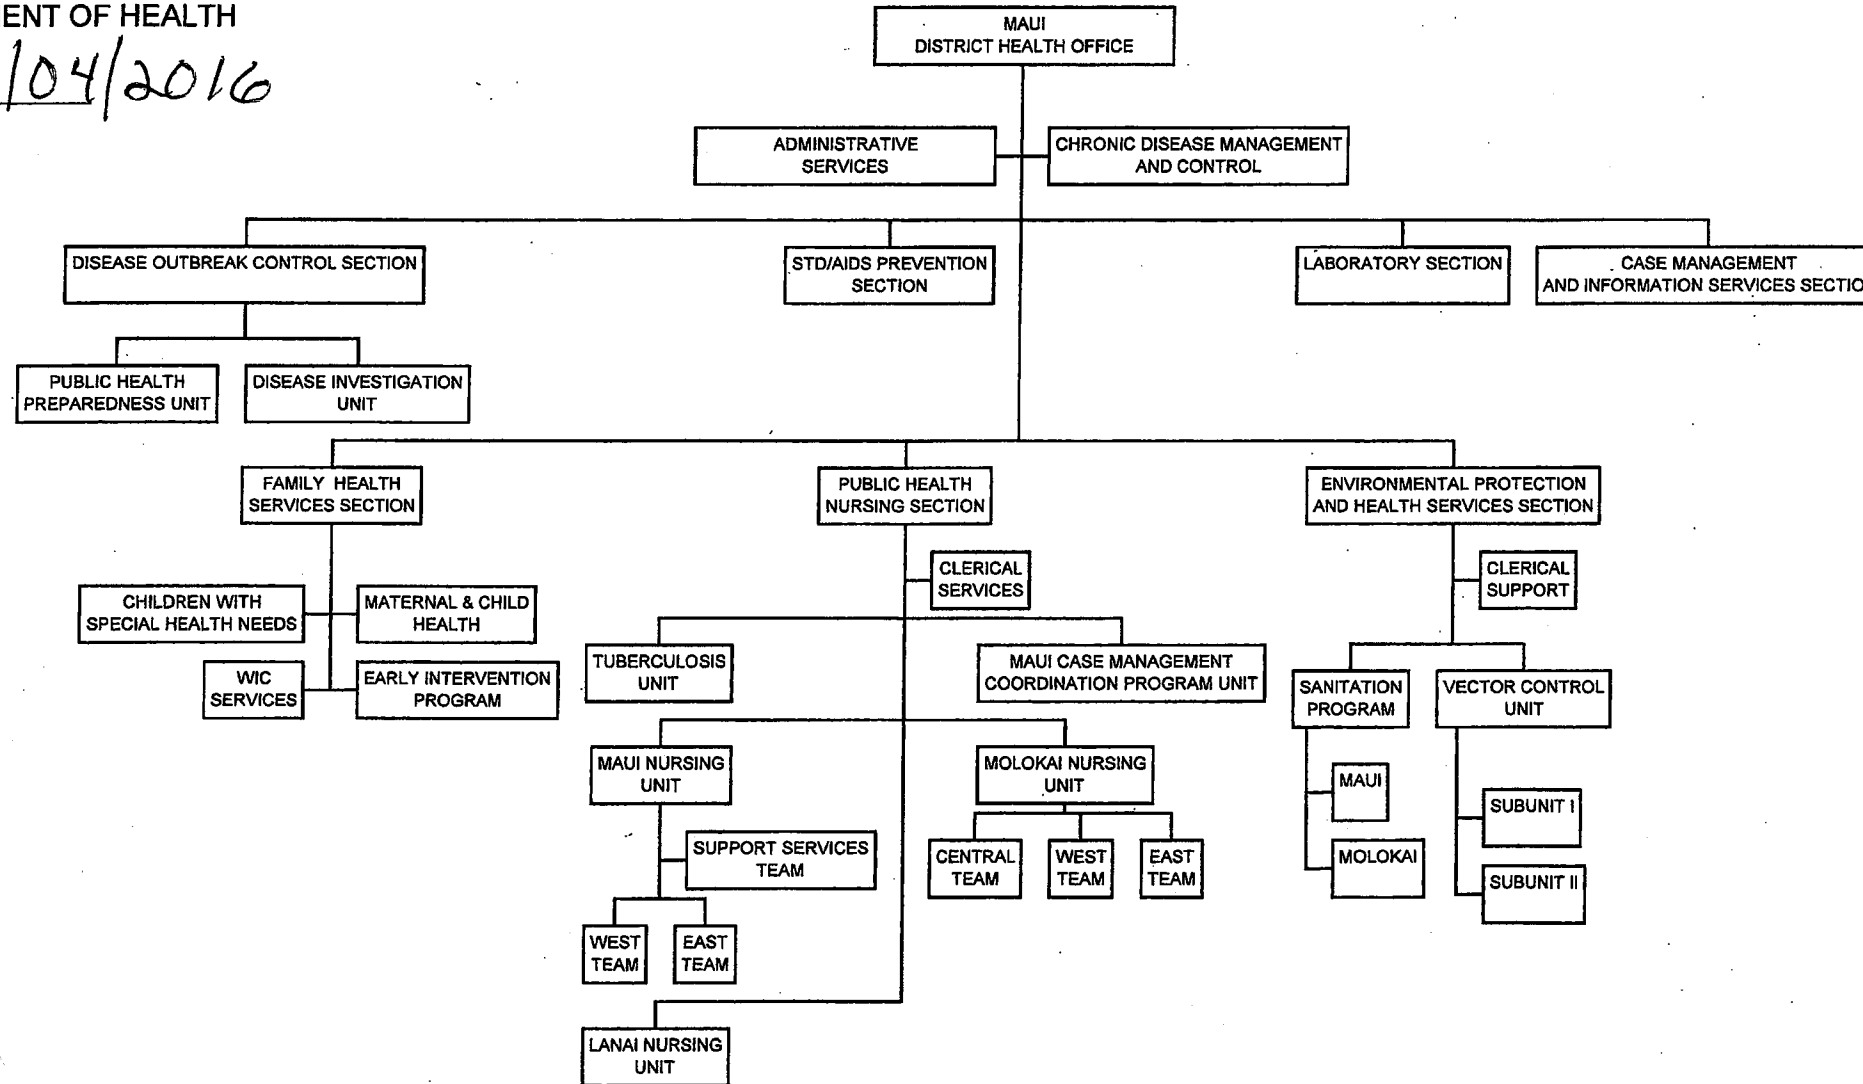 ENT OF HEALTH
/04/2016
MAUI
DISTRICT HEALTH OFFICE
ADMINISTRATIVE
SERVICES
CHRONIC DISEASE MANAGEMENT
AND CONTROL
DISEASE OUTBREAK CONTROL SECTION
STD/AIDS PREVENTION
SECTION
LABORATORY SECTION
CASE MANAGEMENT
AND INFORMATION SERVICES SECTIO
PUBLIC HEALTH
PREPAREDNESS UNIT
DISEASE INVESTIGATION
UNIT
FAMILY HEALTH
SERVICES SECTION
PUBLIC HEALTH
NURSING SECTION
ENVIRONMENTAL PROTECTION
AND HEALTH SERVICES SECTION
CLERICAL
SERVICES
CLERICAL
SUPPORT
CHILDREN WITH
SPECIAL HEALTH NEEDS
MATERNAL & CHILD
HEALTH
WIC
SERVICES
EARLY INTERVENTION
PROGRAM
TUBERCULOSIS
UNIT
MAUI CASE MANAGEMENT
COORDINATION PROGRAM UNIT
SANITATION
PROGRAM
VECTOR CONTROL
UNIT
MAUI NURSING
UNIT
MOLOKAI NURSING
UNIT
MAUI
SUBUNIT I
SUPPORT SERVICES
TEAM
CENTRAL
TEAM
WEST
TEAM
EAST
TEAM
MOLOKAI
SUBUNIT II
WEST
TEAM
EAST
TEAM
LANAI NURSING
UNIT